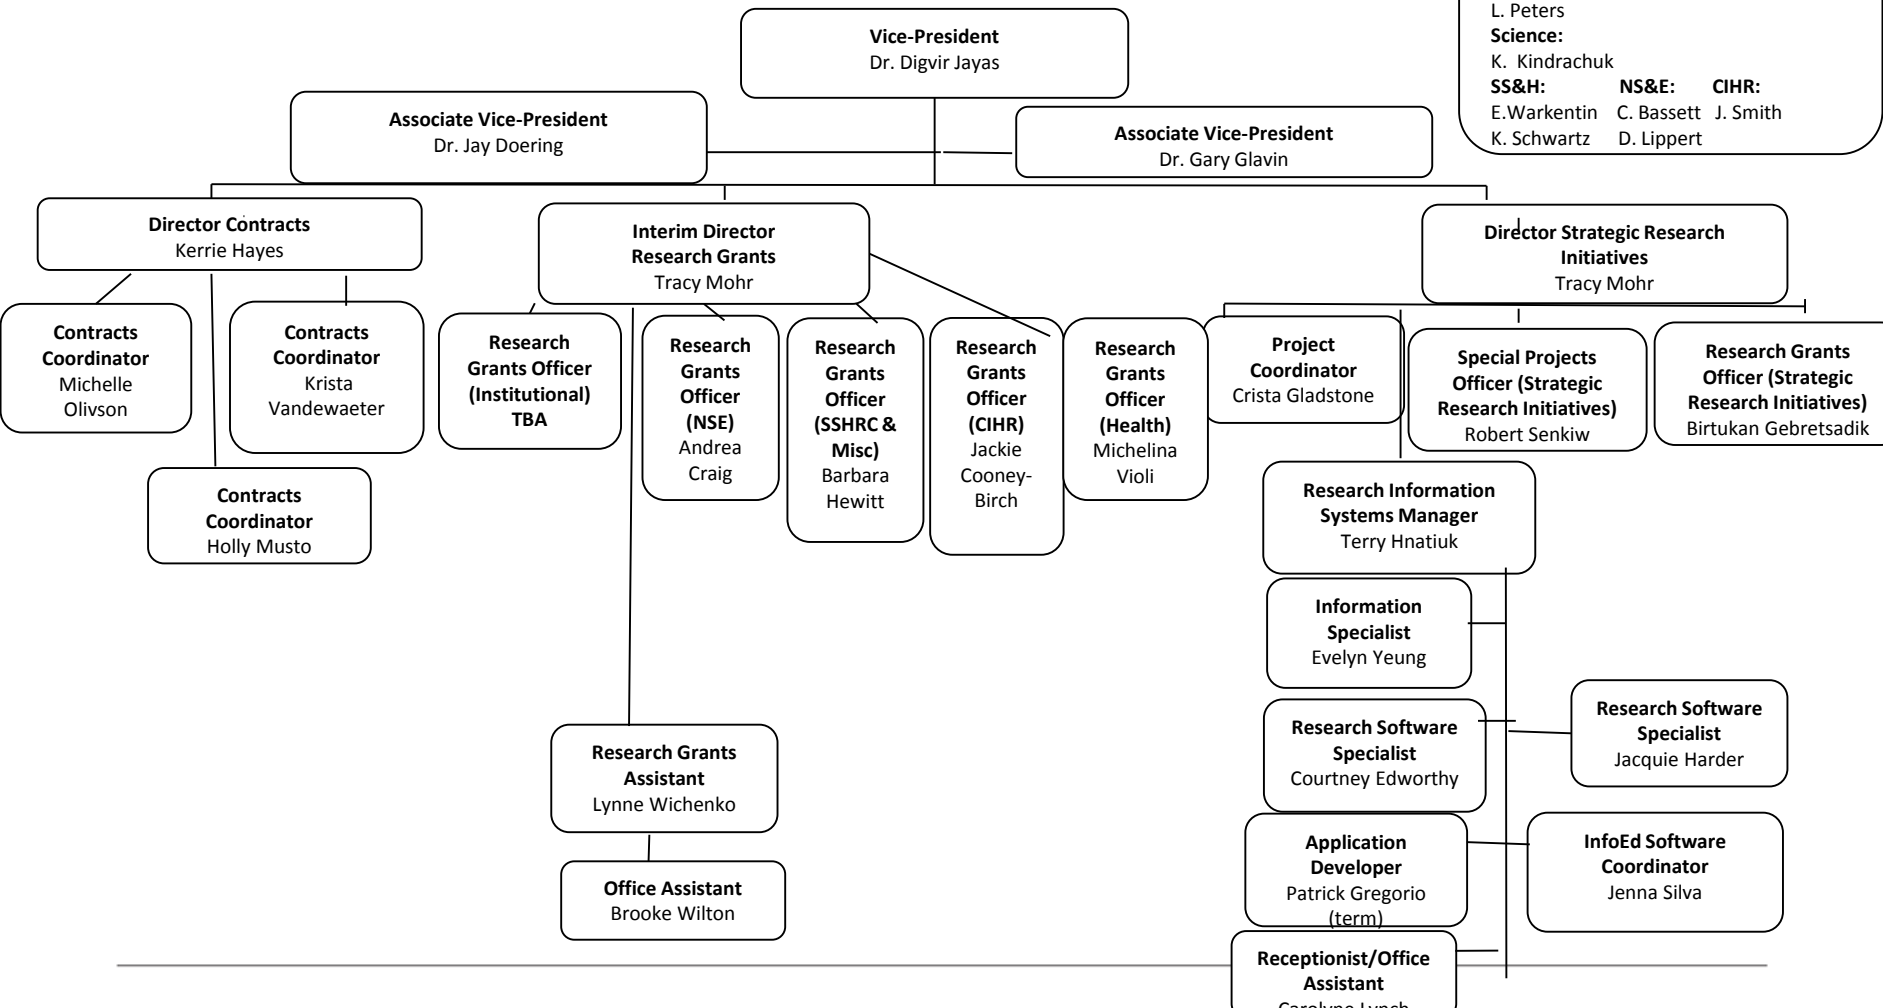 L. Peters
Science:
K. Kindrachuk
SS&H: NS&E: CIHR:
E.Warkentin C. Bassett J. Smith
K. Schwartz D. Lippert
Vice-President
Dr. Digvir Jayas
Associate Vice-President
Dr. Jay Doering
Associate Vice-President
Dr. Gary Glavin
Director Contracts
Kerrie Hayes
Interim Director
Research Grants
Tracy Mohr
Director Strategic Research
Initiatives
Tracy Mohr
Contracts
Coordinator
Michelle
Olivson
Contracts
Coordinator
Krista
Vandewaeter
Contracts
Coordinator
Holly Musto
Research
Grants Officer
(Institutional)
TBA
Research
Grants
Officer
(NSE)
Andrea
Craig
Research
Grants
Officer
(SSHRC &
Misc)
Barbara
Hewitt
Research
Grants
Officer
(CIHR)
Jackie
Cooney-
Birch
Research
Grants
Officer
(Health)
Michelina
Violi
Project
Coordinator
Crista Gladstone
Special Projects
Officer (Strategic
Research Initiatives)
Robert Senkiw
Research Grants
Officer (Strategic
Research Initiatives)
Birtukan Gebretsadik
Research Information
Systems Manager
Terry Hnatiuk
Information
Specialist
Evelyn Yeung
Research Software
Specialist
Courtney Edworthy
Research Software
Specialist
Jacquie Harder
Application
Developer
Patrick Gregorio
(term)
InfoEd Software
Coordinator
Jenna Silva
Receptionist/Office
Assistant
Carolyne Lynch
Research Grants
Assistant
Lynne Wichenko
Office Assistant
Brooke Wilton